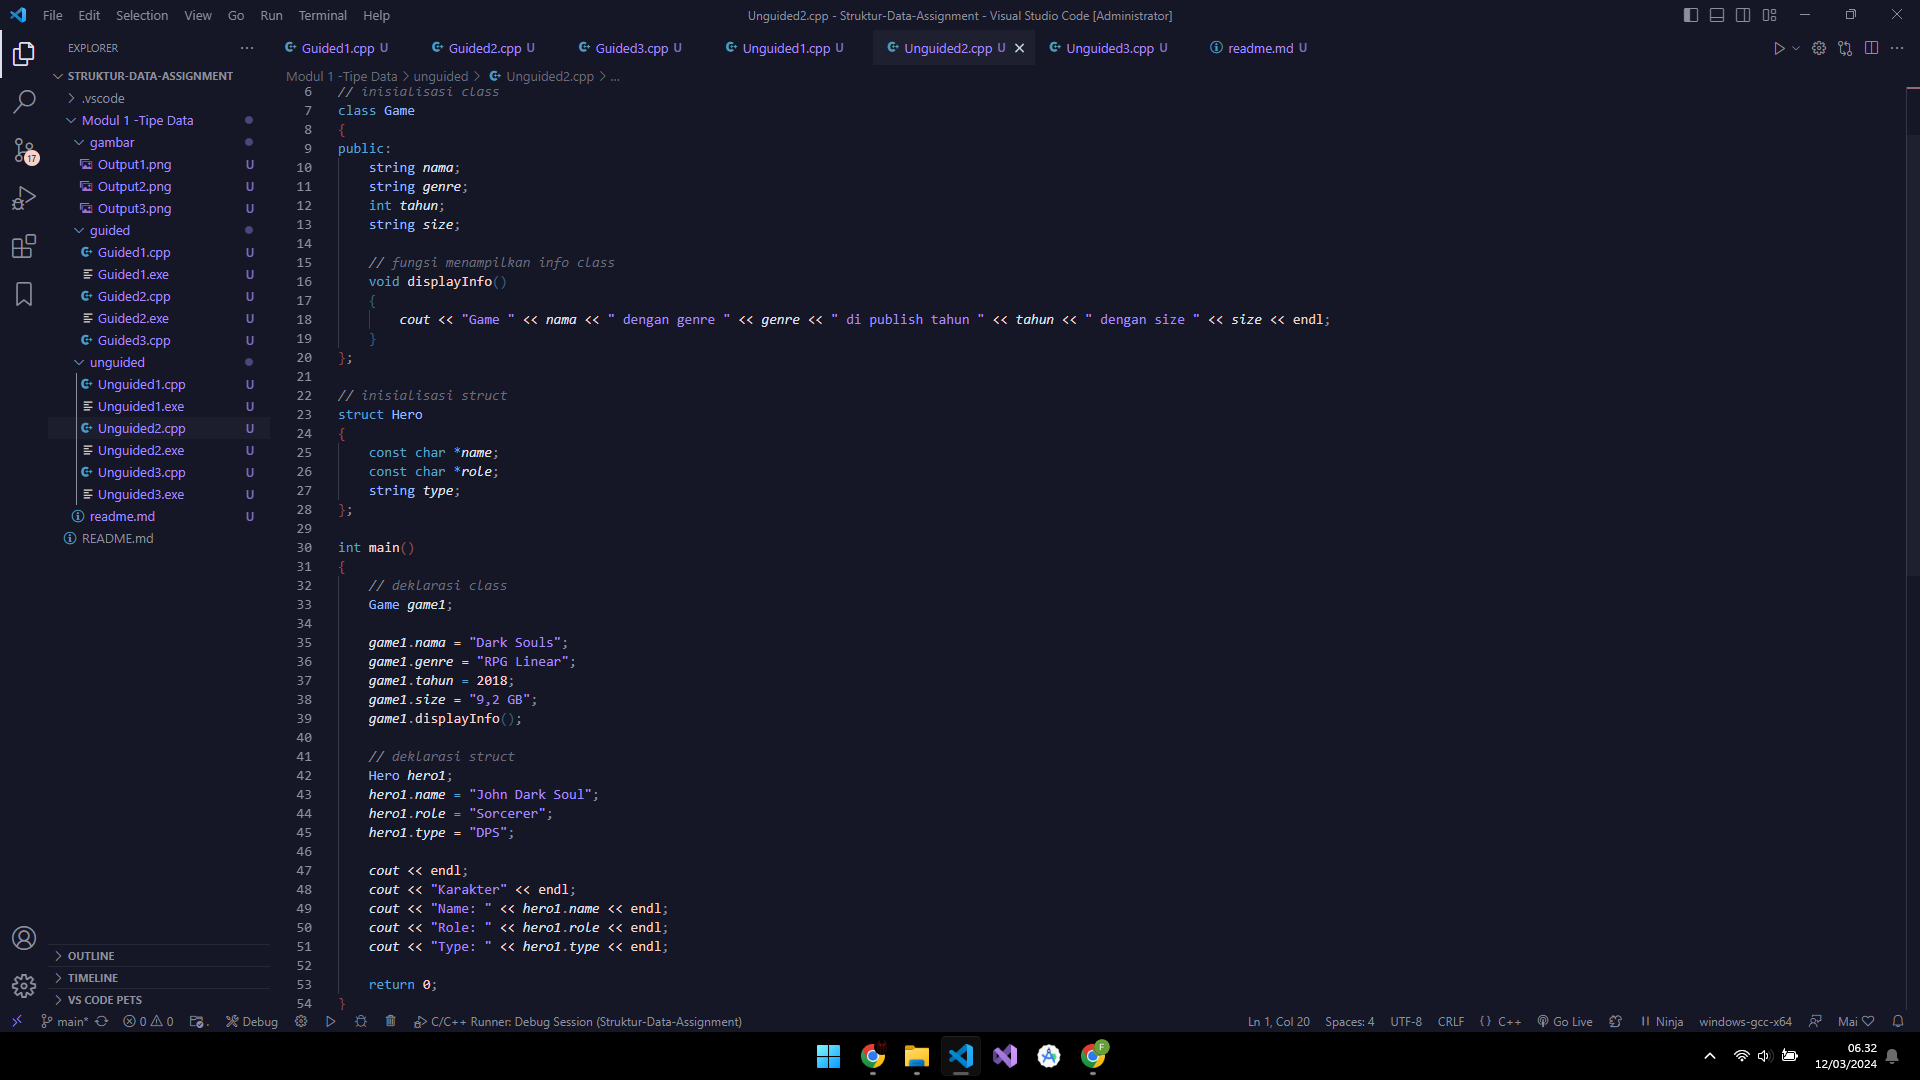 File Edit Selection View Go Run Terminal Help
Unguided2.cpp - Struktur-Data-Assignment - Visual Studio Code [Administrator]
EXPLORER
STRUKTUR-DATA-ASSIGNMENT
.vscode
Modul 1 -Tipe Data
gambar
Output1.png U
Output2.png U
Output3.png U
guided
Guided1.cpp U
Guided1.exe U
Guided2.cpp U
Guided2.exe U
Guided3.cpp U
unguided
Unguided1.cpp U
Unguided1.exe U
Unguided2.cpp U
Unguided2.exe U
Unguided3.cpp U
Unguided3.exe U
readme.md U
README.md
OUTLINE
TIMELINE
VS CODE PETS
17
Guided1.cpp U Guided2.cpp U Guided3.cpp U Unguided1.cpp U Unguided2.cpp U Unguided3.cpp U readme.md U
Modul 1 -Tipe Data > unguided > Unguided2.cpp > ...
6 // inisialisasi class
7 class Game
8 {
9 public:
10 string nama;
11 string genre;
12 int tahun;
13 string size;
14
15 // fungsi menampilkan info class
16 void displayInfo()
17 {
18 cout << "Game " << nama << " dengan genre " << genre << " di publish tahun " << tahun << " dengan size " << size << endl;
19 }
20 };
21
22 // inisialisasi struct
23 struct Hero
24 {
25 const char *name;
26 const char *role;
27 string type;
28 };
29
30 int main()
31 {
32 // deklarasi class
33 Game game1;
34
35 game1.nama = "Dark Souls";
36 game1.genre = "RPG Linear";
37 game1.tahun = 2018;
38 game1.size = "9,2 GB";
39 game1.displayInfo();
40
41 // deklarasi struct
42 Hero hero1;
43 hero1.name = "John Dark Soul";
44 hero1.role = "Sorcerer";
45 hero1.type = "DPS";
46
47 cout << endl;
48 cout << "Karakter" << endl;
49 cout << "Name: " << hero1.name << endl;
50 cout << "Role: " << hero1.role << endl;
51 cout << "Type: " << hero1.type << endl;
52
53 return 0;
54 }
main* 0 0 Debug C/C++ Runner: Debug Session (Struktur-Data-Assignment) Ln 1, Col 20 Spaces: 4 UTF-8 CRLF {} C++ Go Live Ninja windows-gcc-x64 Mai
F
06.32
12/03/2024